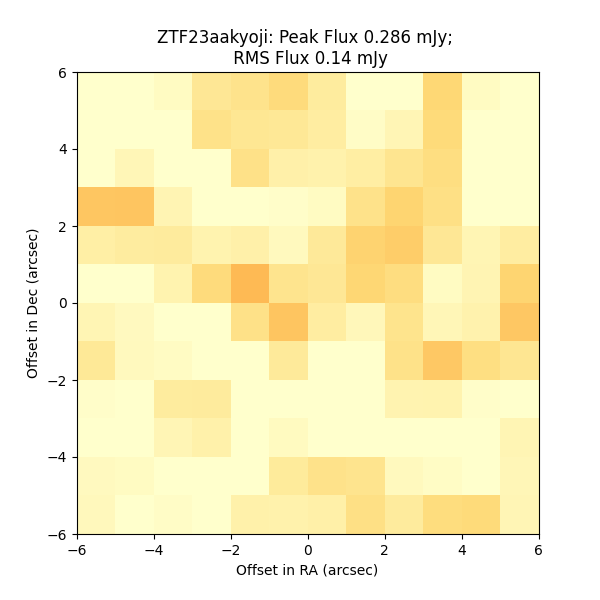 ZTF23aakyoji: Peak Flux 0.286 mJy;
RMS Flux 0.14 mJy
6
4
2
0
−2
−4
−6
Offset in Dec (arcsec)
−6 −4 −2 0 2 4 6
Offset in RA (arcsec)